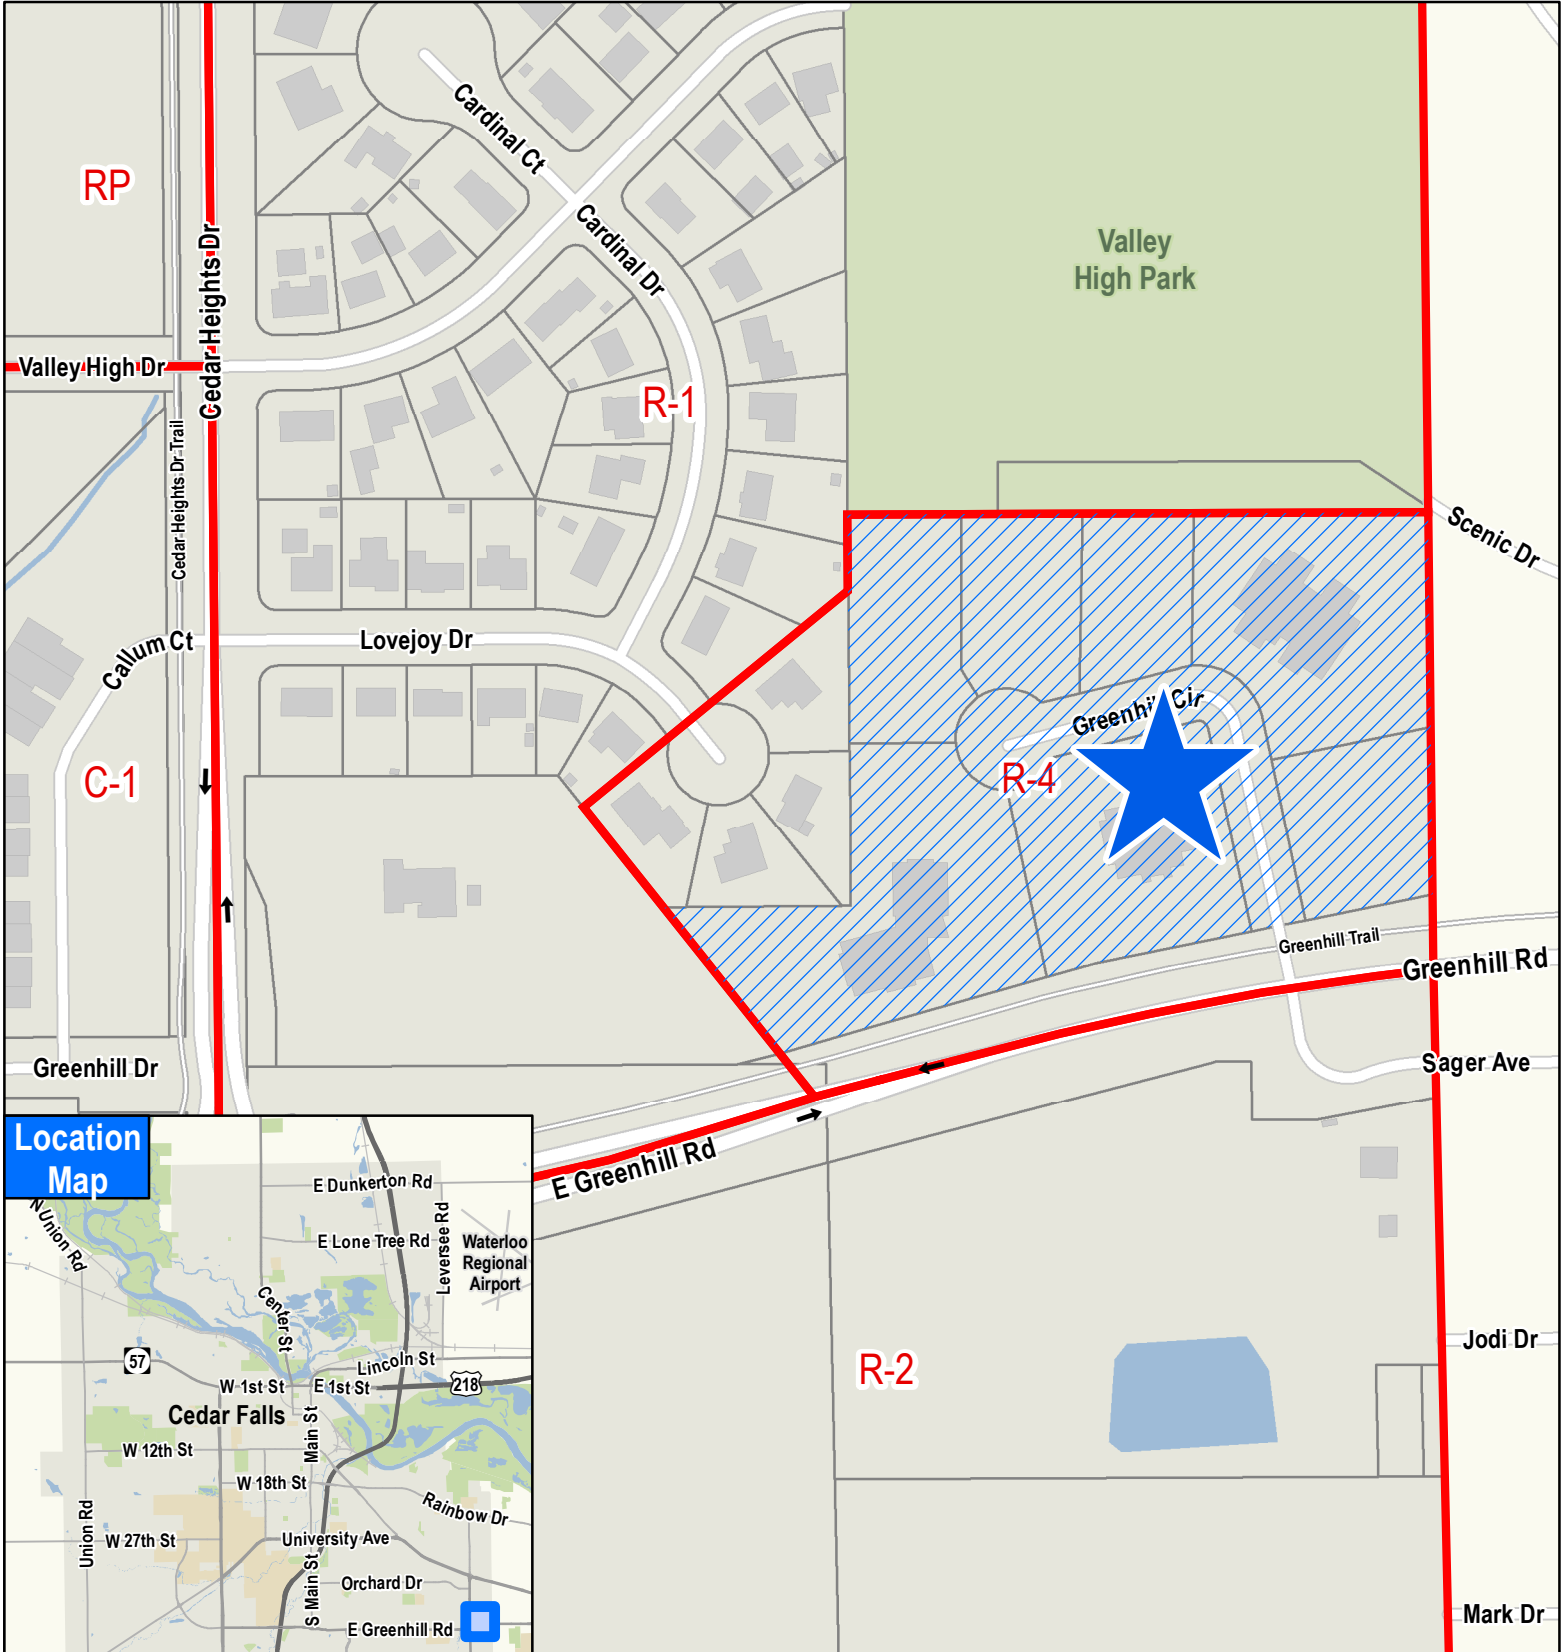 Cardinal Ct
RP
Cardinal Dr
Valley
High Park
Cedar Heights Dr
Valley High Dr
R-1
Cedar Heights Dr Trail
Scenic Dr
Callum Ct
Lovejoy Dr
Greenhill Cir
C-1
R-4
Greenhill Trail
Greenhill Rd
Greenhill Dr
Sager Ave
E Greenhill Rd
Jodi Dr
R-2
Mark Dr
Location
Map
E Dunkerton Rd
N Union Rd
Leversee Rd
E Lone Tree Rd
Waterloo
Regional
Airport
Center St
57
Lincoln St
W 1st St
E 1st St
218
Cedar Falls
Main St
W 12th St
W 18th St
Rainbow Dr
Union Rd
W 27th St
University Ave
S Main St
Orchard Dr
E Greenhill Rd